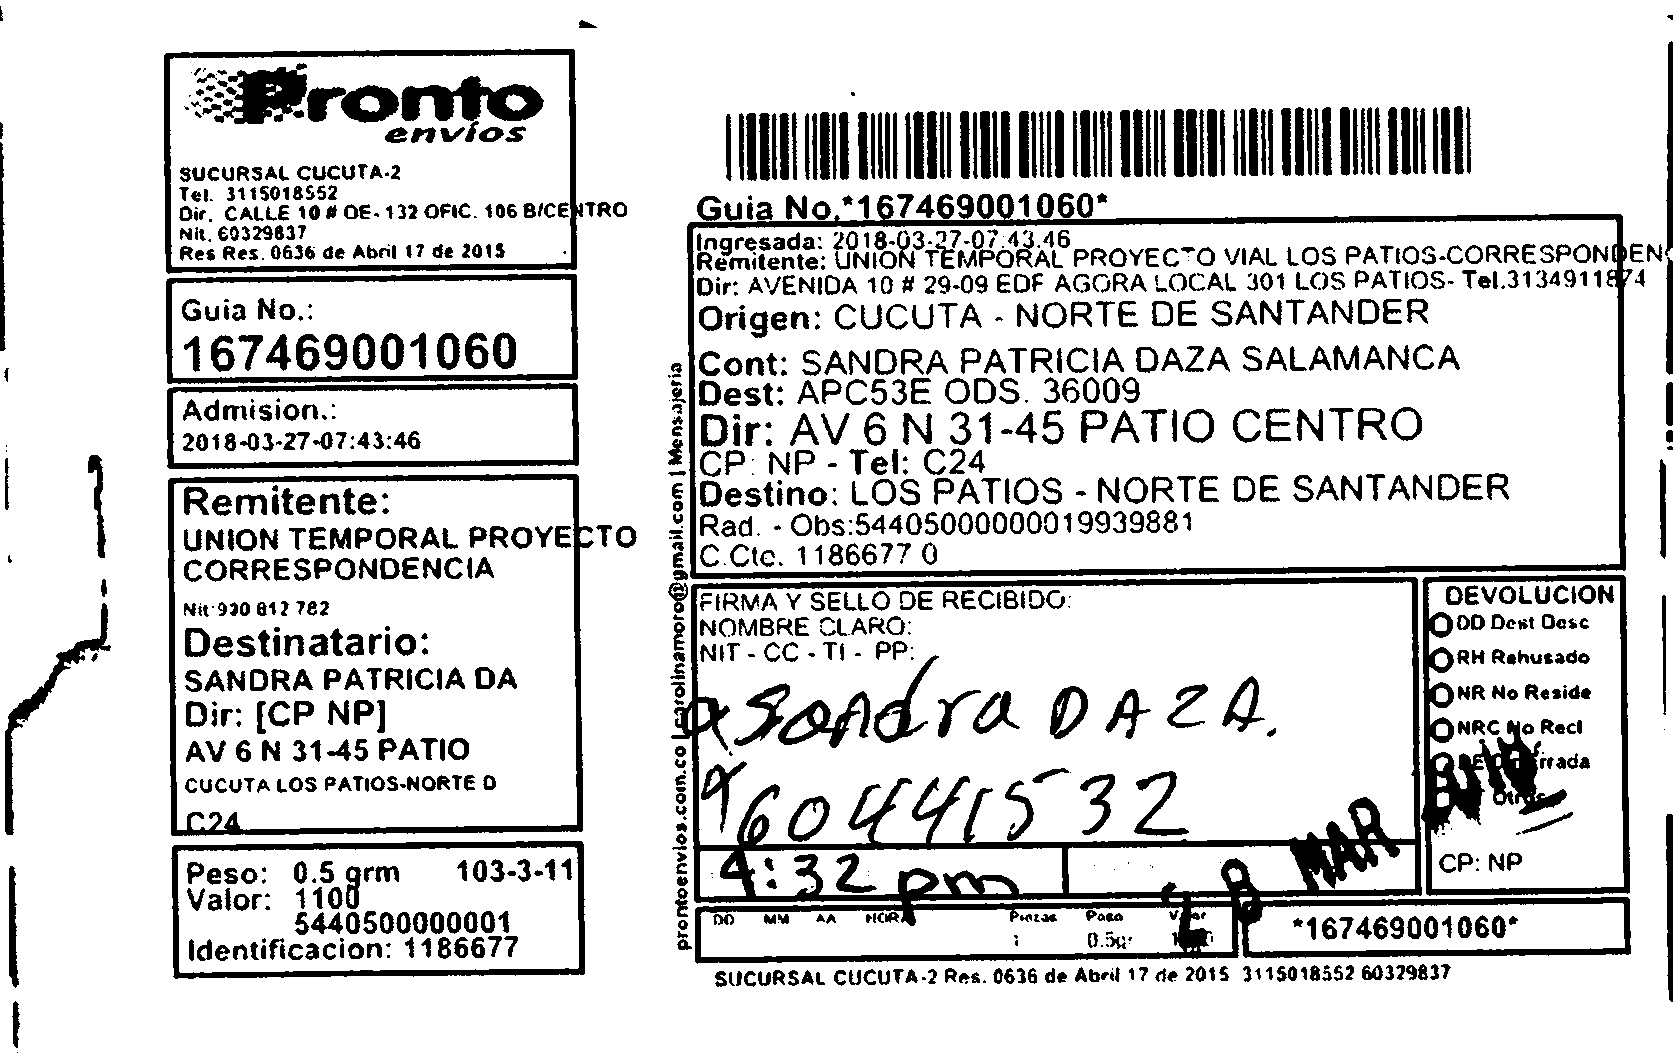 Pronto
envíos
SUCURSAL CUCUTA-2
Tel. 3115018552
Dir. CALLE 10 # OE-132 OFIC. 106 B/CENTRO
Nit. 60329837
Res Res. 0636 de Abril 17 de 2015
Guia No.:
167469001060
Admision.:
2018-03-27-07:43:46
Remitente:
UNION TEMPORAL PROYECTO
CORRESPONDENCIA
Destinatario:
SANDRA PATRICIA DA
Dir: [CP NP]
AV 6 N 31-45 PATIO
CUCUTA LOS PATIOS-NORTE D
C24
Peso: 0.5 grm 103-3-11
Valor: 1100
5440500000001
Identificacion: 1186677
prontoenvios.com.co | carolinamoro@gmail.com | Mensajeria
Guia No.*167469001060*
Ingresada: 2018-03-27-07:43:46
Remitente: UNION TEMPORAL PROYECTO VIAL LOS PATIOS-CORRESPONDENC
Dir: AVENIDA 10 # 29-09 EDF AGORA LOCAL 301 LOS PATIOS- Tel.3134911874
Origen: CUCUTA - NORTE DE SANTANDER
Cont: SANDRA PATRICIA DAZA SALAMANCA
Dest: APC53E ODS. 36009
Dir: AV 6 N 31-45 PATIO CENTRO
CP: NP - Tel: C24
Destino: LOS PATIOS - NORTE DE SANTANDER
Rad. - Obs:54405000000019939881
C.Ctc. 1186677 0
FIRMA Y SELLO DE RECIBIDO:
NOMBRE CLARO:
NIT - CC - TI - PP:
Sandra DAZA.
60441532
4:32 pm
MAR
DD MM AA HORA Piezas Peso Valor
1 0.5gr
DEVOLUCION
DD Dest Desc
RH Rehusado
NR No Reside
NRC No Recl
Otros
CP: NP
*167469001060*
SUCURSAL CUCUTA-2 Res. 0636 de Abril 17 de 2015 3115018552 60329837